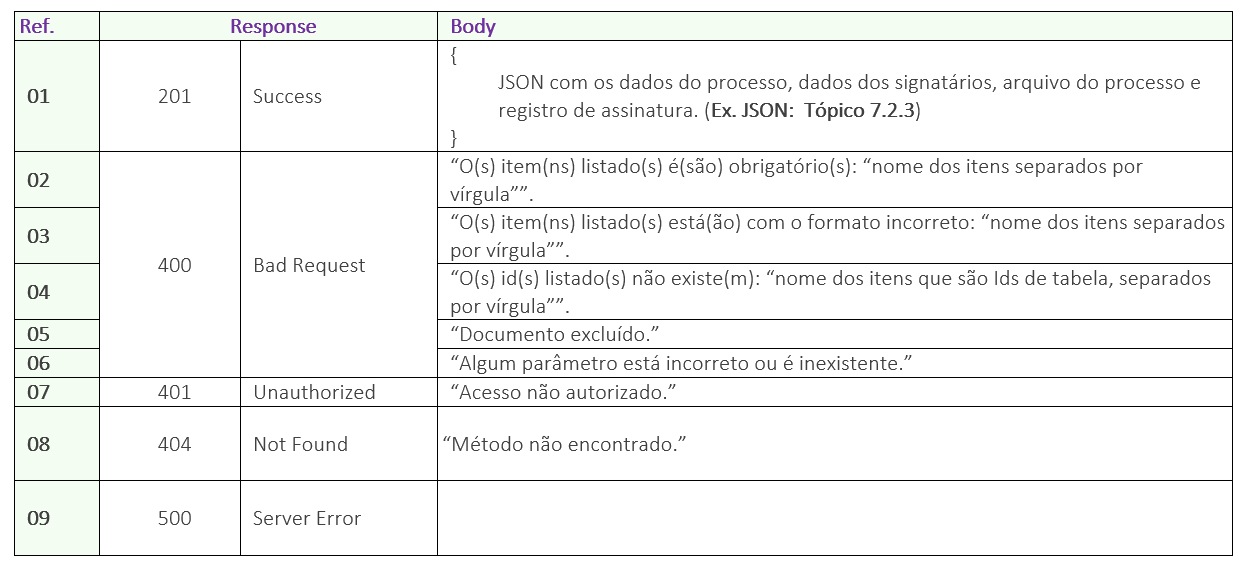 Ref. Response Body
01 201 Success {
JSON com os dados do processo, dados dos signatários, arquivo do processo e
registro de assinatura. (Ex. JSON: Tópico 7.2.3)
}
02 400 Bad Request “O(s) item(ns) listado(s) é(são) obrigatório(s): “nome dos itens separados por
vírgula””.
03 “O(s) item(ns) listado(s) está(ão) com o formato incorreto: “nome dos itens separados
por vírgula””.
04 “O(s) id(s) listado(s) não existe(m): “nome dos itens que são Ids de tabela, separados
por vírgula””.
05 “Documento excluído.”
06 “Algum parâmetro está incorreto ou é inexistente.”
07 401 Unauthorized “Acesso não autorizado.”
08 404 Not Found “Método não encontrado.”
09 500 Server Error